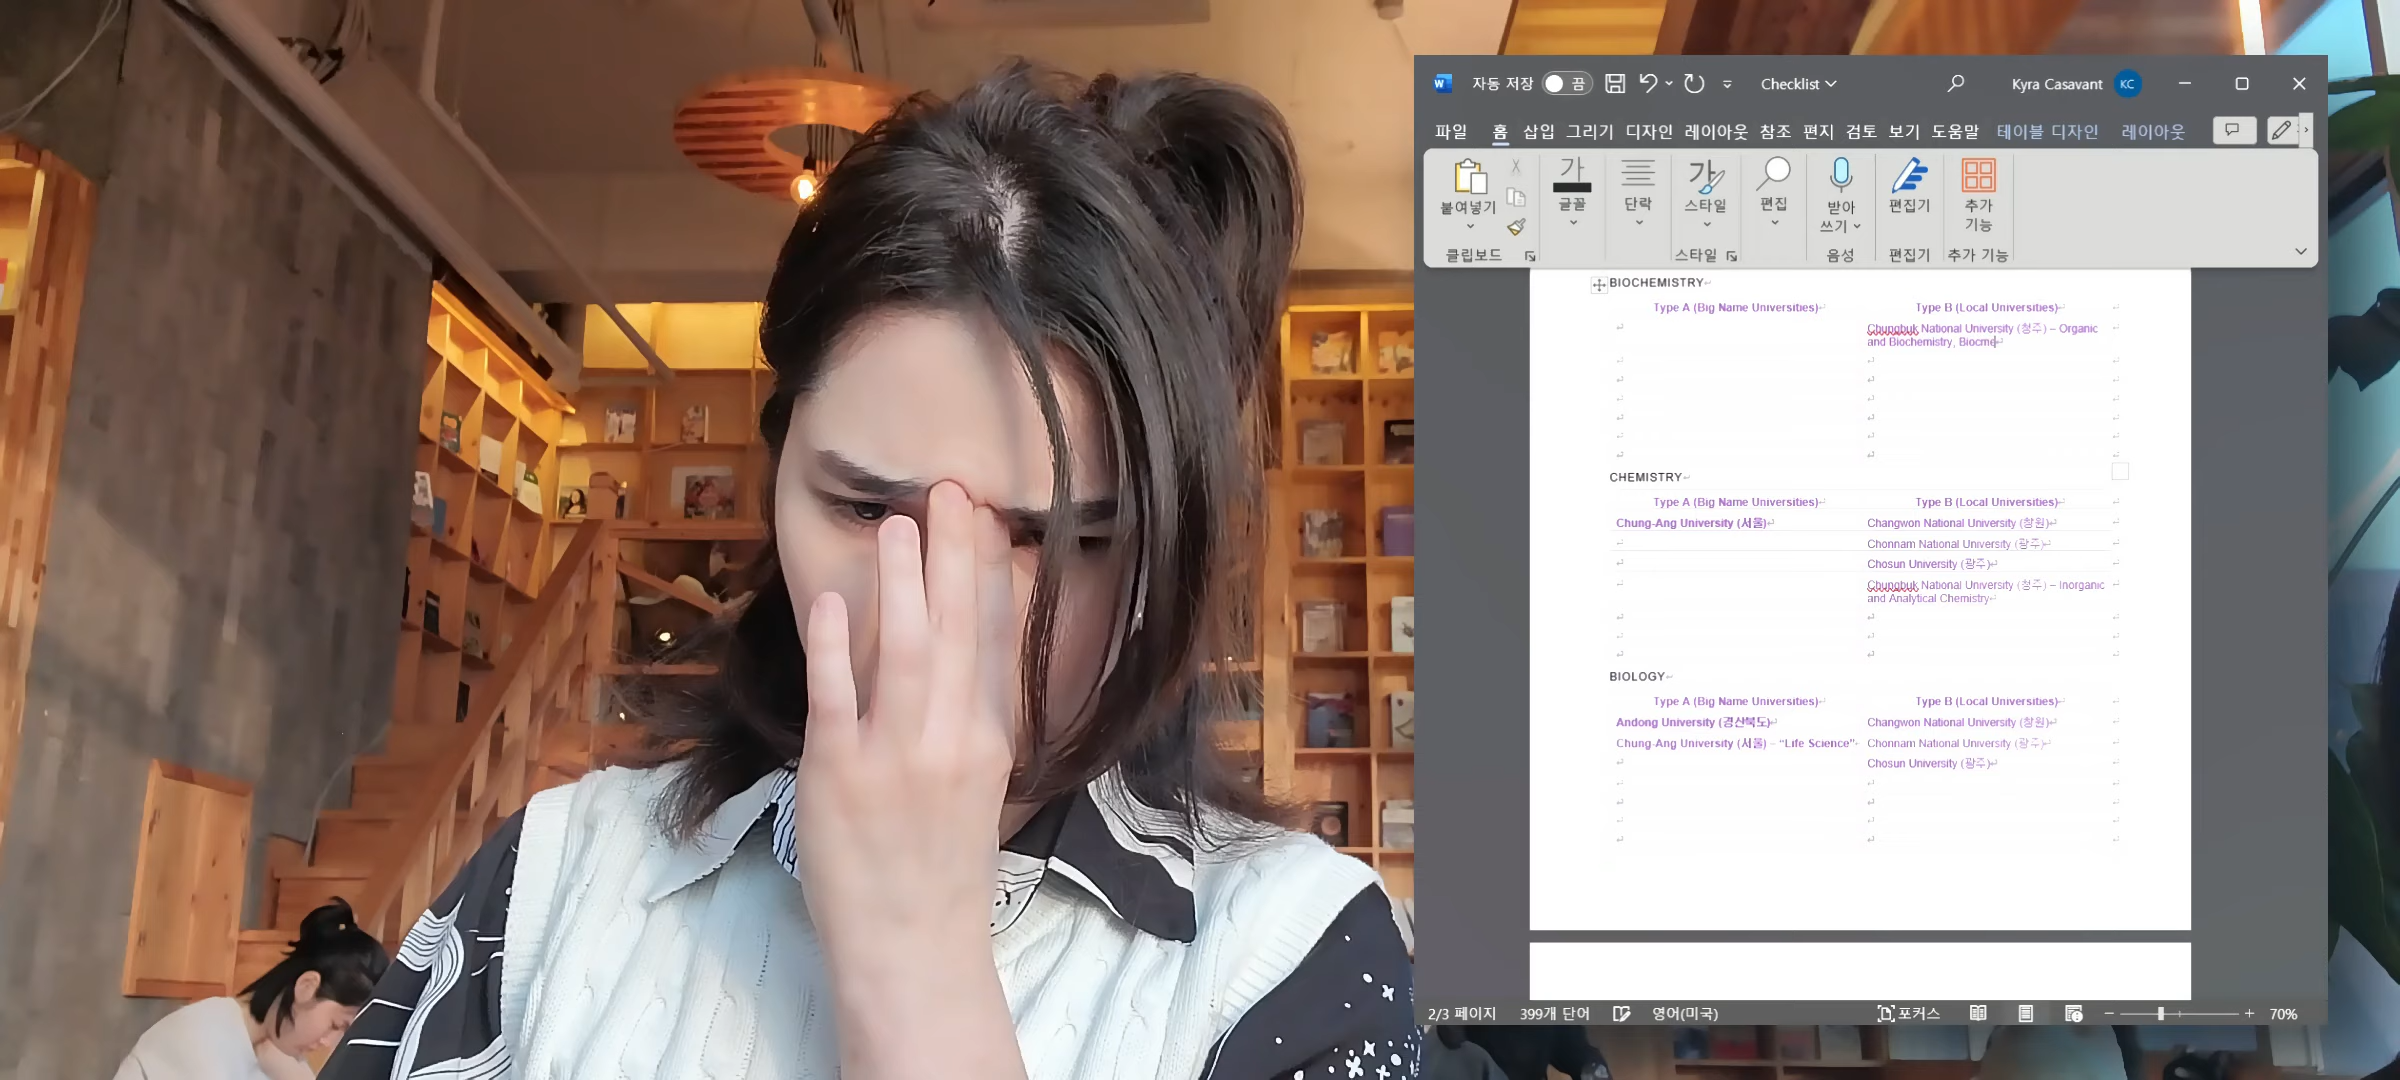 자동 저장 끔 Checklist Kyra Casavant KC
파일 홈 삽입 그리기 디자인 레이아웃 참조 편지 검토 보기 도움말 테이블 디자인 레이아웃
붙여넣기
클립보드
가
글꼴
단락
가
스타일
스타일
편집
받아
쓰기
음성
편집기
편집기
추가
기능
추가 기능
BIOCHEMISTRY
Type A (Big Name Universities) Type B (Local Universities)
Chungbuk National University (청주) – Organic
and Biochemistry, Biocme
CHEMISTRY
Type A (Big Name Universities) Type B (Local Universities)
Chung-Ang University (서울) Changwon National University (창원)
Chonnam National University (광주)
Chosun University (광주)
Chungbuk National University (청주) – Inorganic
and Analytical Chemistry
BIOLOGY
Type A (Big Name Universities) Type B (Local Universities)
Andong University (경산북도) Changwon National University (창원)
Chung-Ang University (서울) – “Life Science” Chonnam National University (광주)
Chosun University (광주)
2/3 페이지 399개 단어 영어(미국) 포커스 70%